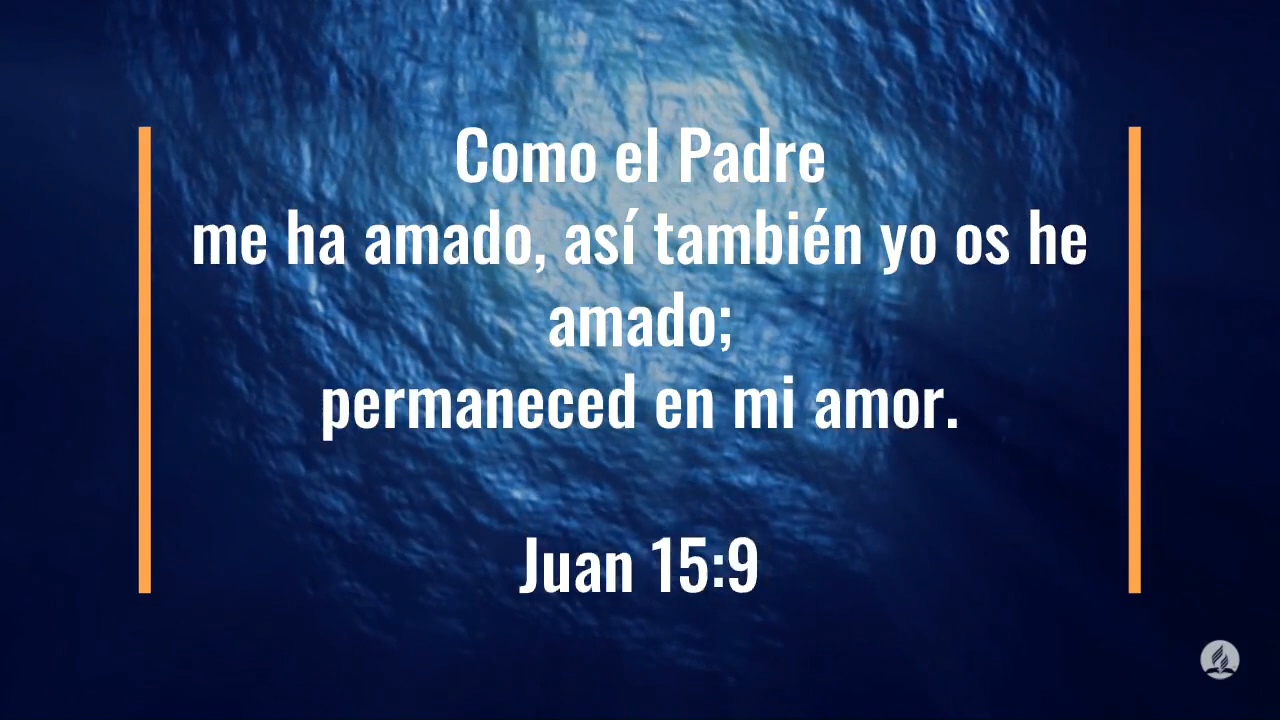 Como el Padre
me ha amado, así también yo os he
amado;
permaneced en mi amor.
Juan 15:9